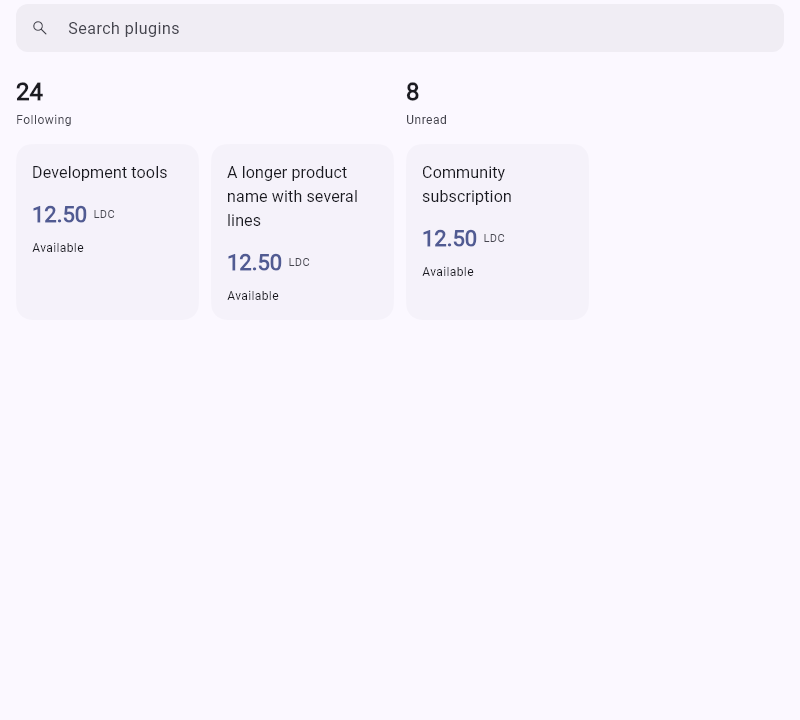 Search plugins
24
Following
8
Unread
Development tools
12.50 LDC
Available
A longer product
name with several
lines
12.50 LDC
Available
Community
subscription
12.50 LDC
Available